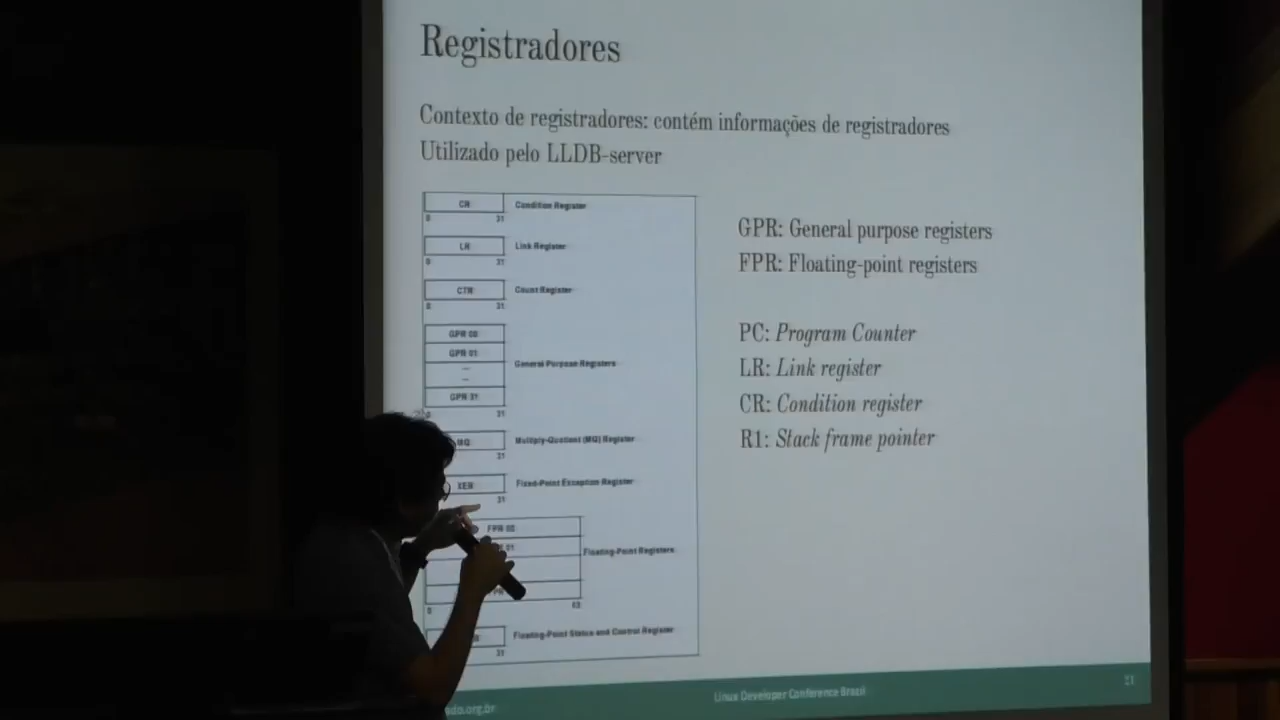 Registradores
Contexto de registradores: contém informações de registradores
Utilizado pelo LLDB-server
CR
Condition Register
0 31
LR
Link Register
0 31
CTR
Count Register
0 31
GPR 00
GPR 01
General Purpose Registers
GPR 31
0 31
MQ
Multiply-Quotient (MQ) Register
31
XER
Fixed-Point Exception Register
31
FPR 00
01
Floating-Point Registers
0 63
Floating-Point Status and Control Register
31
GPR: General purpose registers
FPR: Floating-point registers
PC: Program Counter
LR: Link register
CR: Condition register
R1: Stack frame pointer
Linux Developer Conference Brazil